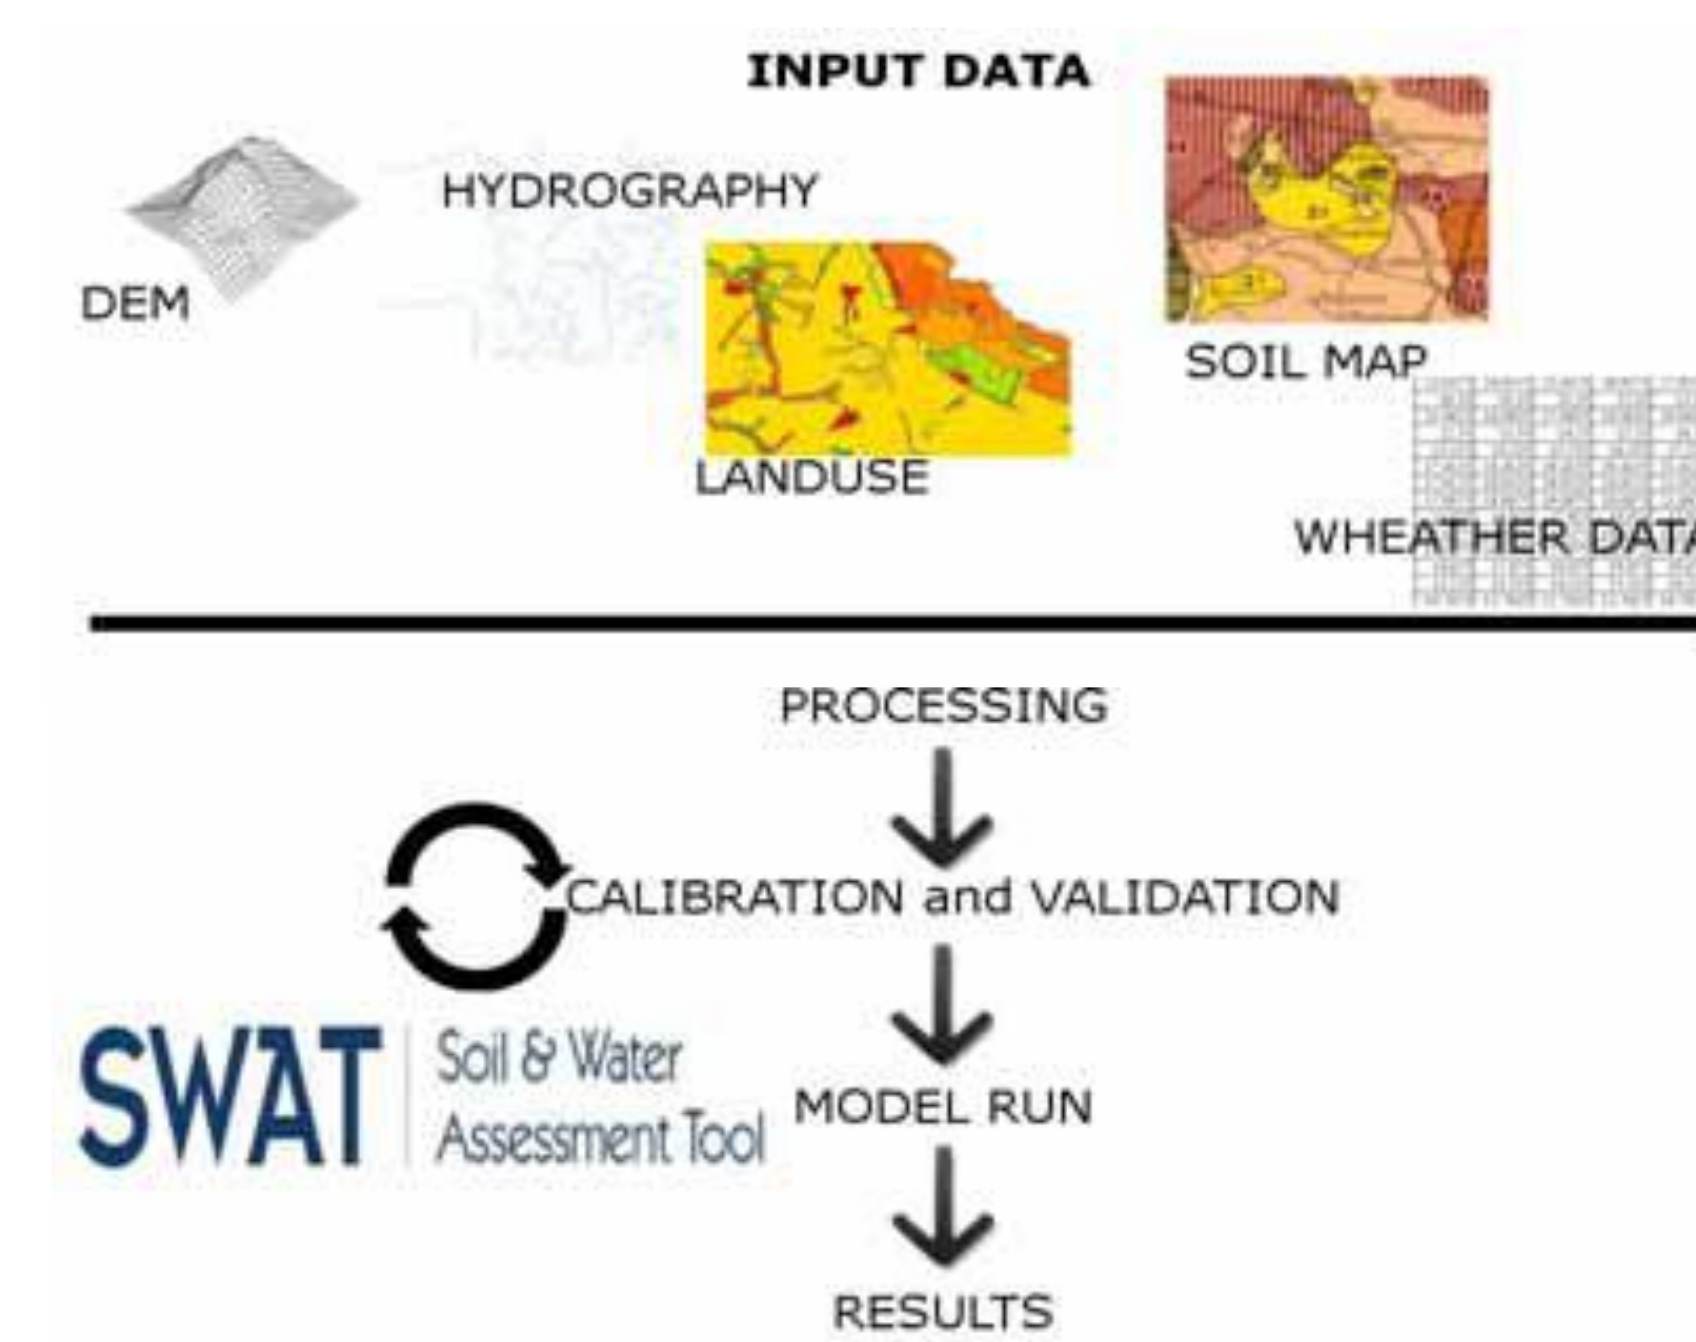 INPUT DATA
HYDROGRAPHY
DEM
SOIL MAP
LANDUSE
WHEATHER DATA
PROCESSING
CALIBRATION and VALIDATION
SWAT
Soil & Water
Assessment Tool
MODEL RUN
RESULTS